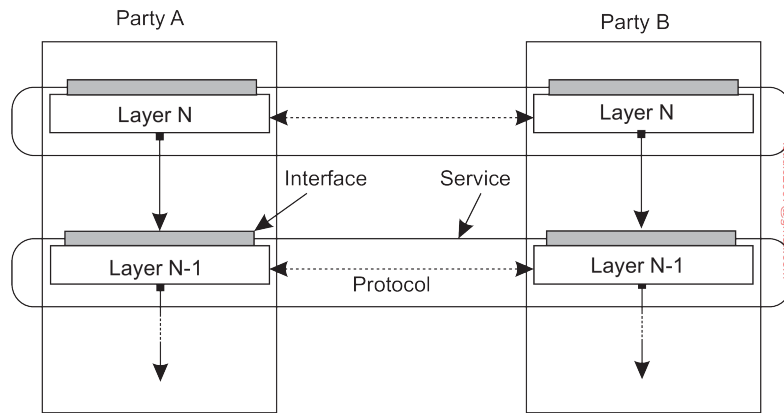 Party A
Party B
Layer N
Layer N
Interface
Service
Layer N-1
Layer N-1
Protocol